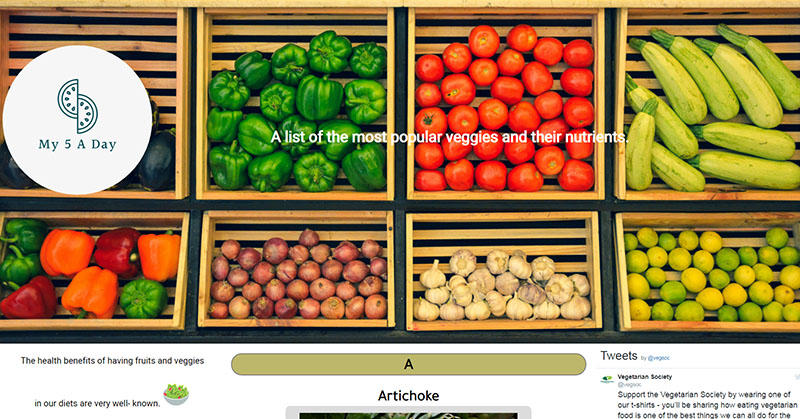 My 5 A Day
A list of the most popular veggies and their nutrients.
The health benefits of having fruits and veggies
in our diets are very well- known.
A
Artichoke
Tweets by @vegsoc
Vegetarian Society
@vegsoc
Support the Vegetarian Society by wearing one of
our t-shirts - you'll be sharing how eating vegetarian
food is one of the best things we can all do for the